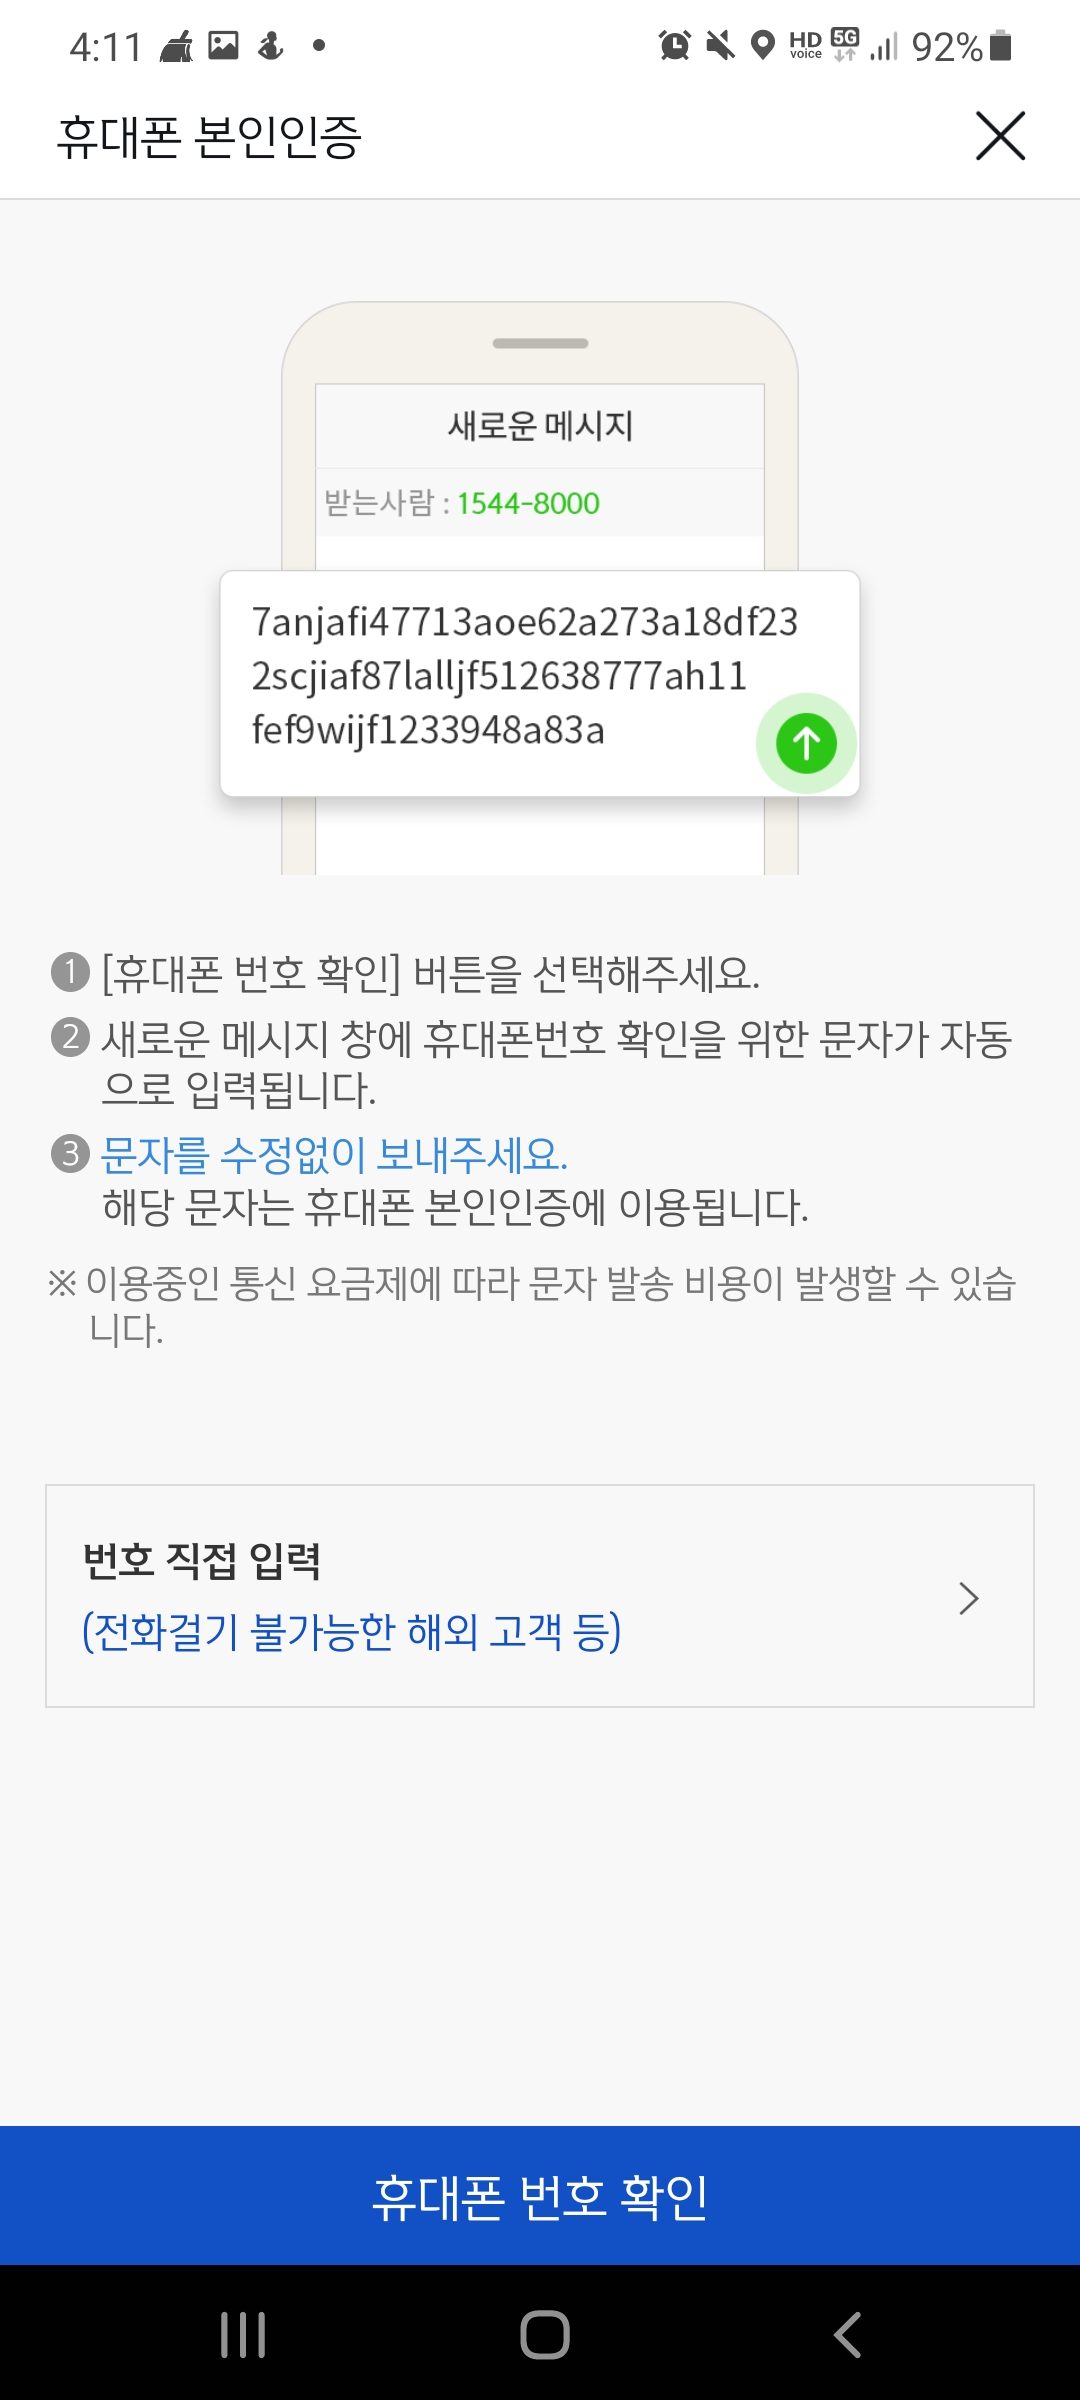 4:11
HD voice 5G 92%
휴대폰 본인인증
새로운 메시지
받는사람 : 1544-8000
7anjafi47713aoe62a273a18df23
2scjiaf87lalljf512638777ah11
fef9wijf1233948a83a
1 [휴대폰 번호 확인] 버튼을 선택해주세요.
2 새로운 메시지 창에 휴대폰번호 확인을 위한 문자가 자동
으로 입력됩니다.
3 문자를 수정없이 보내주세요.
해당 문자는 휴대폰 본인인증에 이용됩니다.
※ 이용중인 통신 요금제에 따라 문자 발송 비용이 발생할 수 있습
니다.
번호 직접 입력
(전화걸기 불가능한 해외 고객 등)
휴대폰 번호 확인